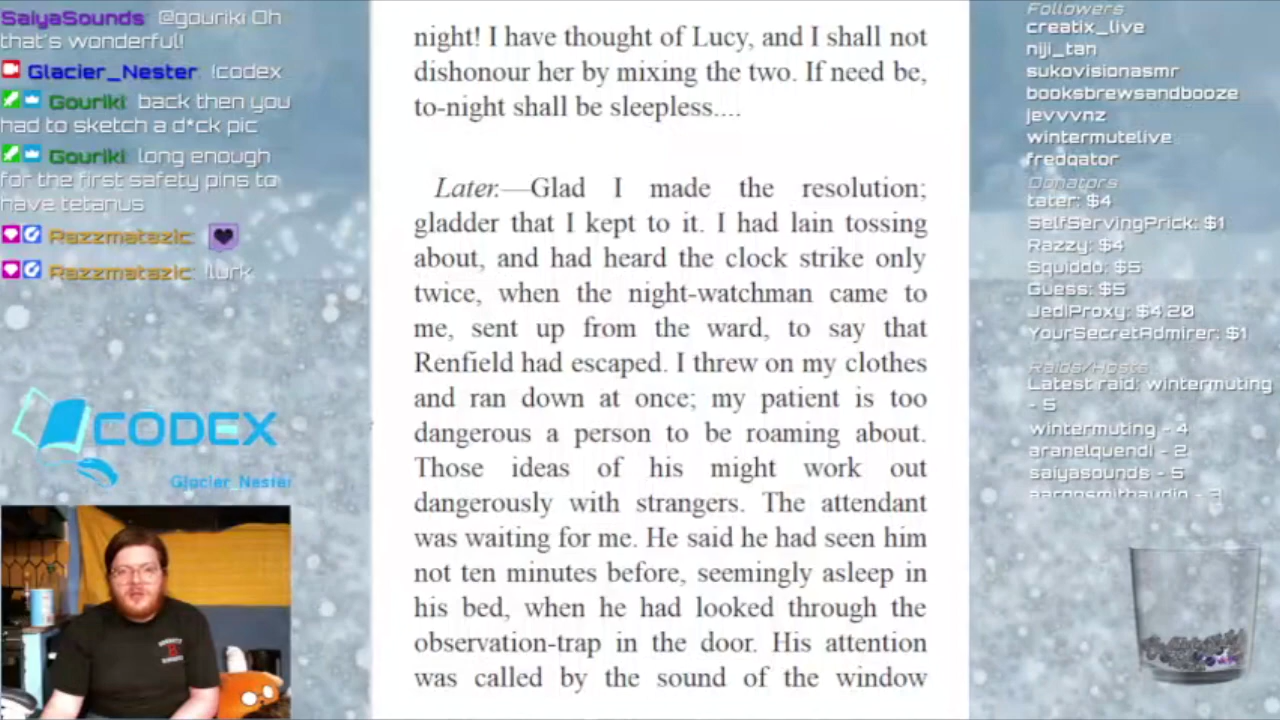 SaiyaSounds @gouriki Oh
that's wonderful!
Glacier_Nester !codex
Gouriki: back then you
had to sketch a d*ck pic
Gouriki: long enough
for the first safety pins to
have tetanus
Razzmatazic:
Razzmatazic: !lurk
CODEX
Glacier_Nester
night! I have thought of Lucy, and I shall not
dishonour her by mixing the two. If need be,
to-night shall be sleepless....
Later.—Glad I made the resolution;
gladder that I kept to it. I had lain tossing
about, and had heard the clock strike only
twice, when the night-watchman came to
me, sent up from the ward, to say that
Renfield had escaped. I threw on my clothes
and ran down at once; my patient is too
dangerous a person to be roaming about.
Those ideas of his might work out
dangerously with strangers. The attendant
was waiting for me. He said he had seen him
not ten minutes before, seemingly asleep in
his bed, when he had looked through the
observation-trap in the door. His attention
was called by the sound of the window
Followers
creatix_live
niji_tan
sukovisionasmr
booksbrewsandbooze
jevvvnz
wintermutelive
fredgator
Donators
tater: $4
SelfServingPrick: $1
Razzy: $4
Squiddo: $5
Guess: $5
JediProxy: $4.20
YourSecretAdmirer: $1
Raids/Hosts
Latest raid: wintermuting
- 5
wintermuting - 4
aranelquendi - 2
saiyasounds - 5